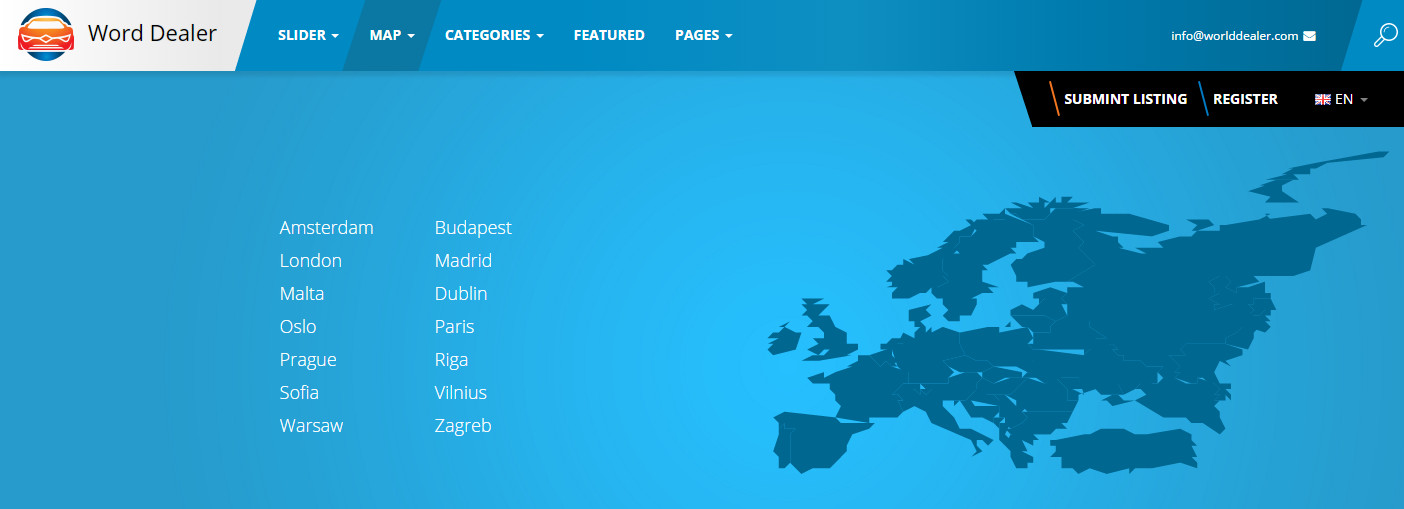 Word Dealer
SLIDER
MAP
CATEGORIES
FEATURED
PAGES
info@worlddealer.com
SUBMINT LISTING
REGISTER
EN
Amsterdam
Budapest
London
Madrid
Malta
Dublin
Oslo
Paris
Prague
Riga
Sofia
Vilnius
Warsaw
Zagreb